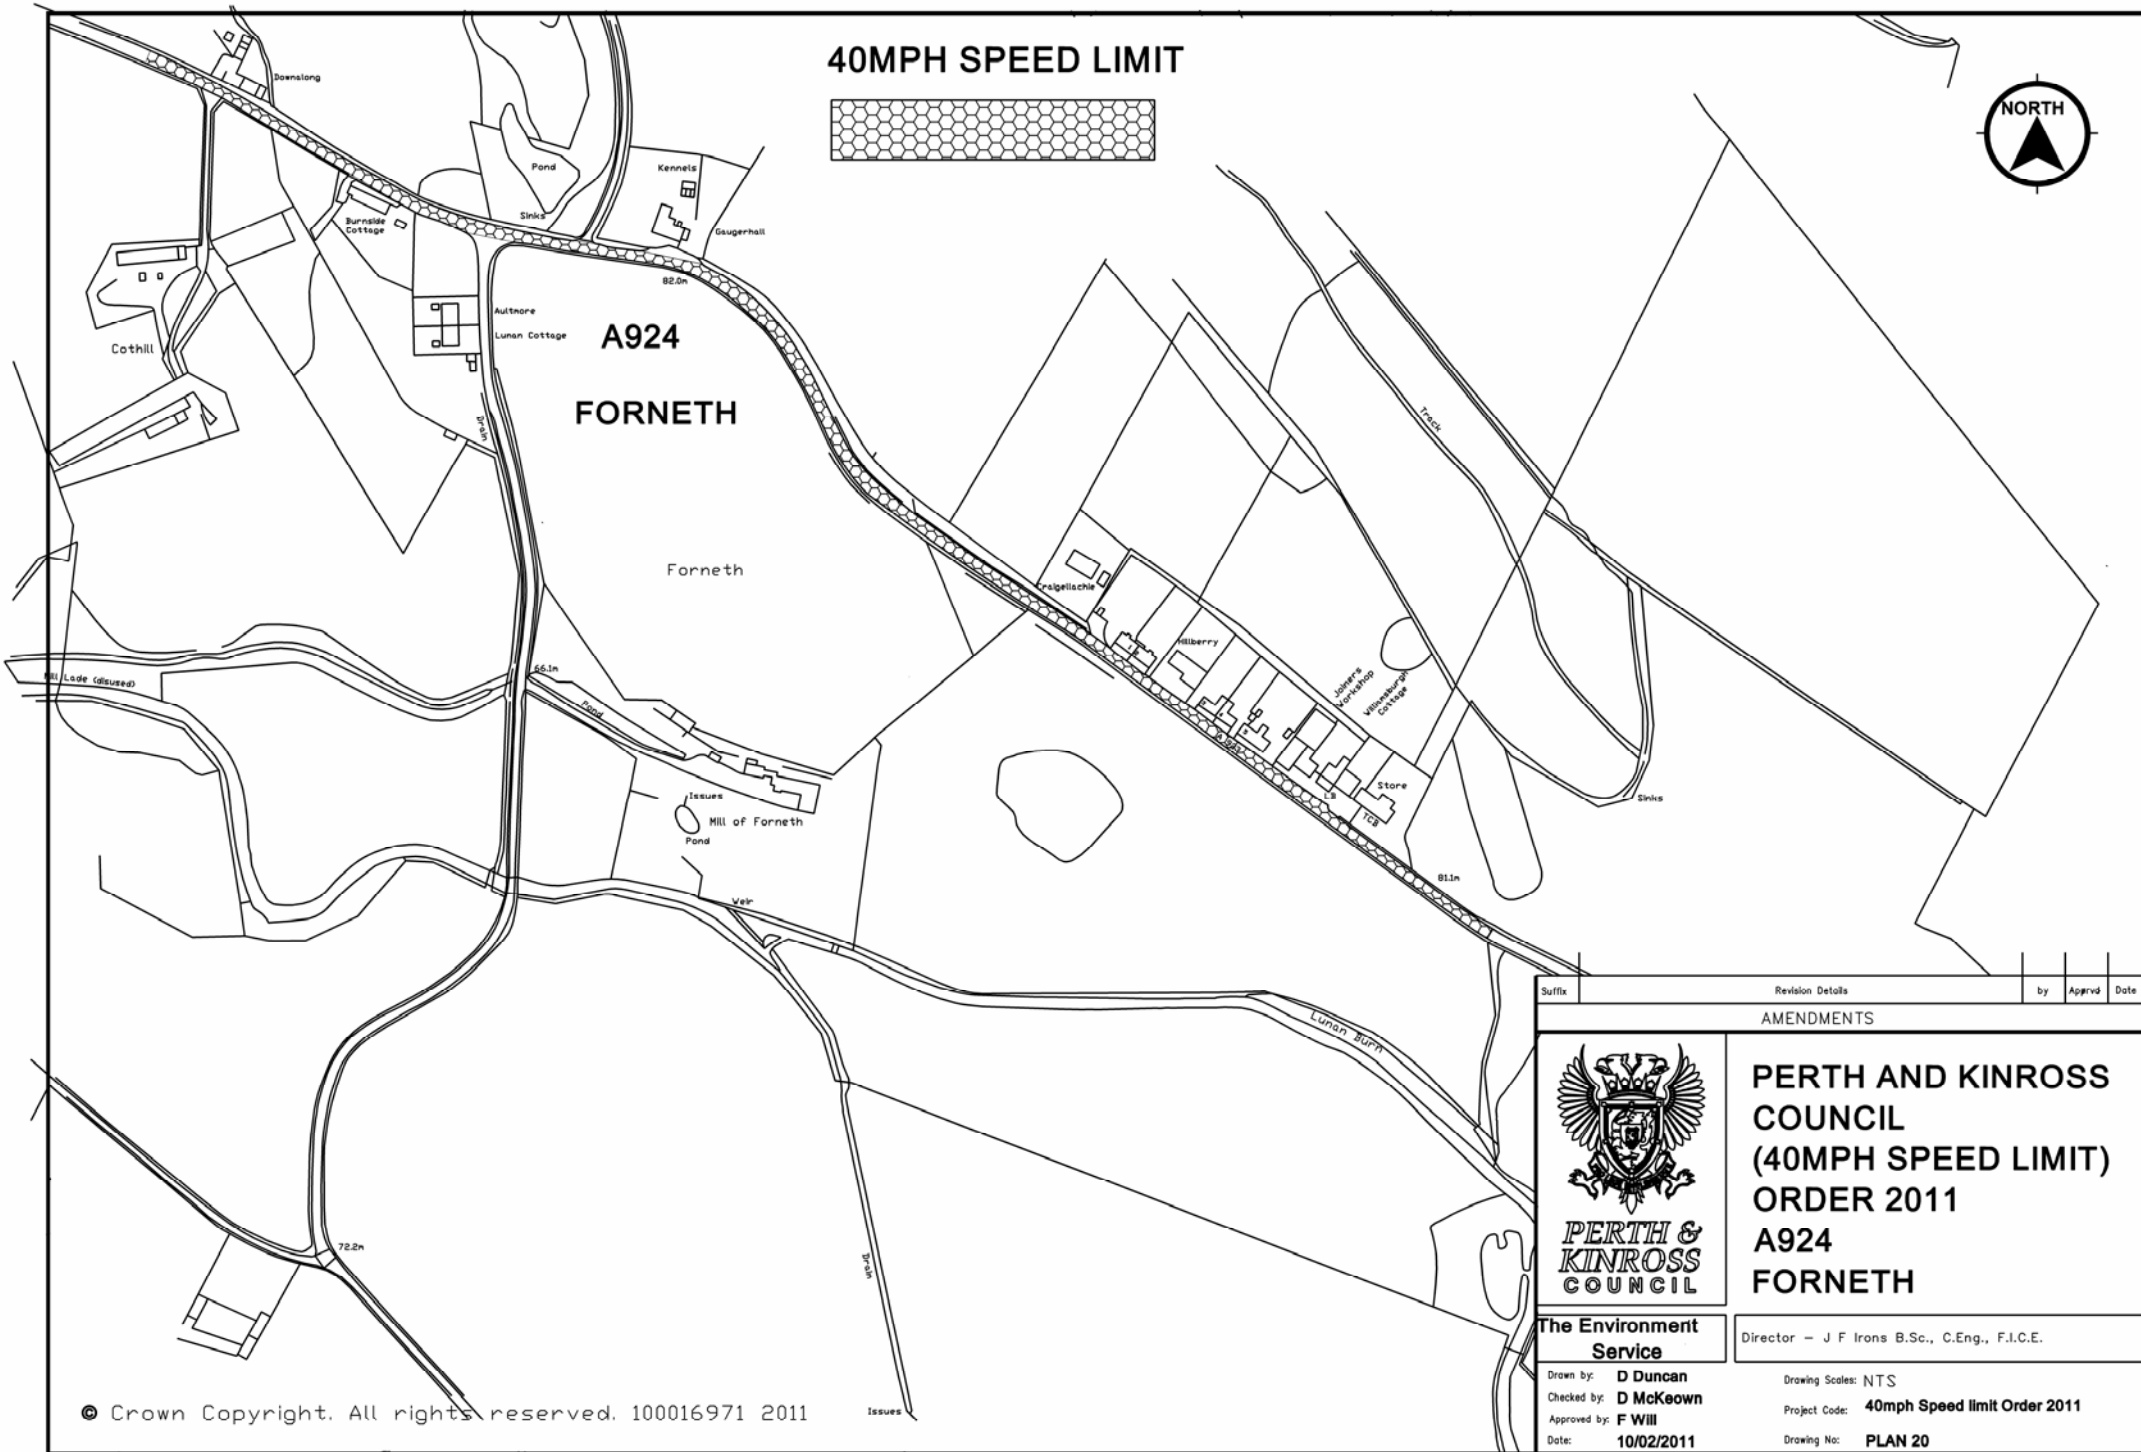 40MPH SPEED LIMIT
NORTH
Downalong
Pond
Kennels
Sinks
Burnside
Cottage
Gaugerhall
82.0m
Aultmore
Lunan Cottage
A924
Cothill
FORNETH
Drain
Track
Forneth
Craigellachie
Hillberry
66.1m
Mill Lade (disused)
Pond
Joiners
Workshop
Williamsburgh
Cottage
Issues
Mill of Forneth
Pond
Store
LB
TCB
Sinks
81.1m
Weir
Lunan Burn
72.2m
Drain
Issues
Suffix Revision Details by Apprvd Date
AMENDMENTS
PERTH AND KINROSS
COUNCIL
(40MPH SPEED LIMIT)
ORDER 2011
A924
FORNETH
PERTH &
KINROSS
COUNCIL
The Environment
Service
Director – J F Irons B.Sc., C.Eng., F.I.C.E.
Drawn by: D Duncan
Checked by: D McKeown
Approved by: F Will
Date: 10/02/2011
Drawing Scales: NTS
Project Code: 40mph Speed limit Order 2011
Drawing No: PLAN 20
© Crown Copyright. All rights reserved. 100016971 2011